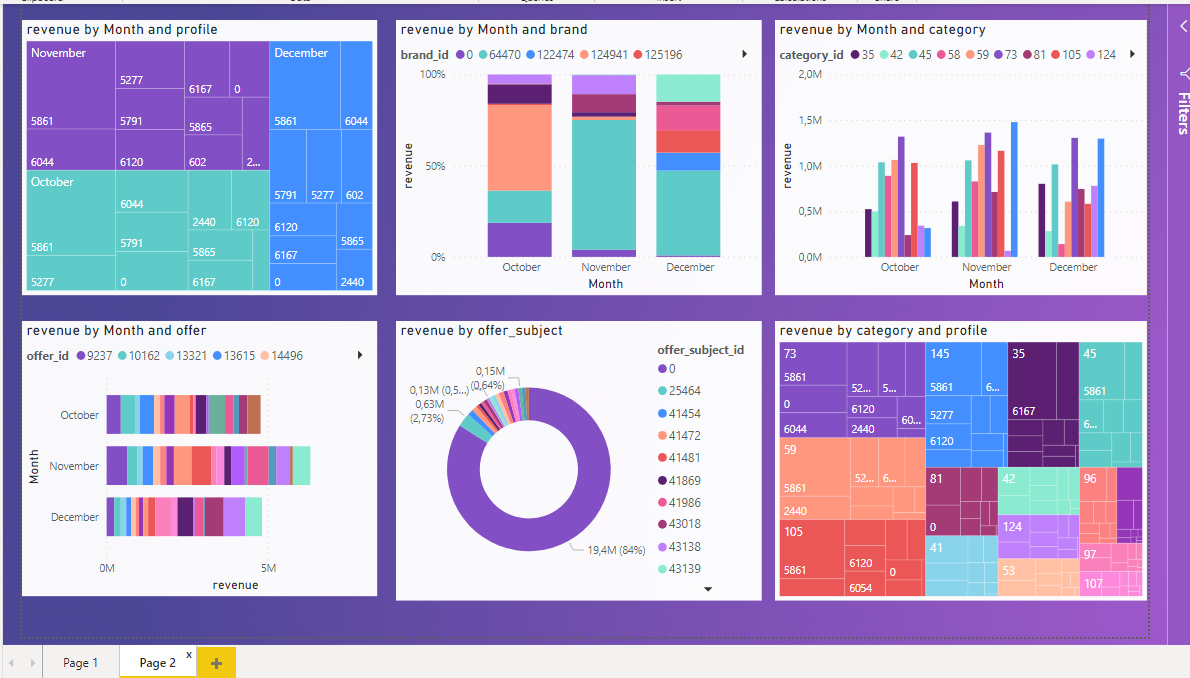 revenue by Month and profile
November
5861
6044
5277
5791
6120
6167
0
5865
602
2...
October
5861
5277
6044
5791
0
2440
6120
5865
6167
December
5861
6044
5791
5277
602
6120
6167
0
5865
2440
revenue by Month and brand
brand_id 0 64470 122474 124941 125196
100%
50%
0%
revenue
October November December
Month
revenue by Month and category
category_id 35 42 45 58 59 73 81 105 124
2,0M
1,5M
1,0M
0,5M
0,0M
revenue
October November December
Month
Filters
revenue by Month and offer
offer_id 9237 10162 13321 13615 14496
October
November
December
Month
0M 5M
revenue
revenue by offer_subject
0,15M
(0,64%)
0,13M (0,5...)
0,63M
(2,73%)
19,4M (84%)
offer_subject_id
0
25464
41454
41472
41481
41869
41986
43018
43138
43139
revenue by category and profile
73
5861
0
6044
52...
5...
6120
2440
60...
59
5861
2440
52...
6...
105
5861
6120
6054
0
145
5861
6...
5277
6120
35
6167
45
5861
6...
81
0
41
42
124
53
96
97
107
Page 1
Page 2 x
+